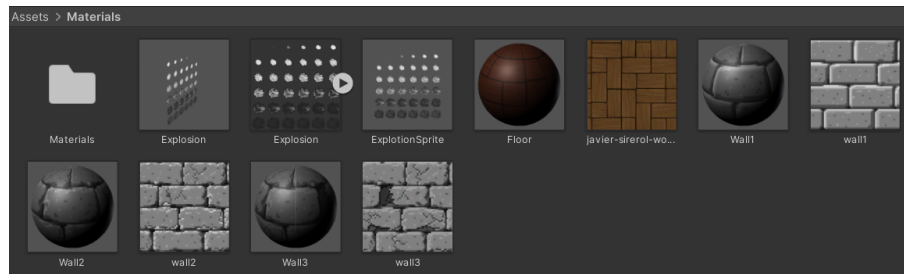 Assets > Materials
Materials
Explosion
Explosion
ExplotionSprite
Floor
javier-sirerol-wo...
Wall1
wall1
Wall2
wall2
Wall3
wall3